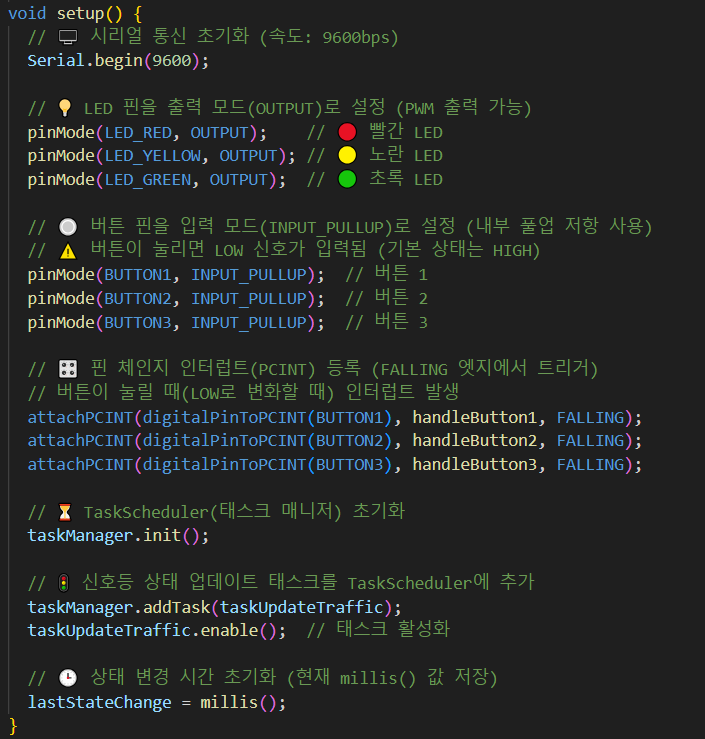 void setup() {
  // 🖥️ 시리얼 통신 초기화 (속도: 9600bps)
  Serial.begin(9600);

  // 💡 LED 핀을 출력 모드(OUTPUT)로 설정 (PWM 출력 가능)
  pinMode(LED_RED, OUTPUT);    // 🔴 빨간 LED
  pinMode(LED_YELLOW, OUTPUT); // 🟡 노란 LED
  pinMode(LED_GREEN, OUTPUT);  // 🟢 초록 LED

  // 🔘 버튼 핀을 입력 모드(INPUT_PULLUP)로 설정 (내부 풀업 저항 사용)
  // ⚠️ 버튼이 눌리면 LOW 신호가 입력됨 (기본 상태는 HIGH)
  pinMode(BUTTON1, INPUT_PULLUP);  // 버튼 1
  pinMode(BUTTON2, INPUT_PULLUP);  // 버튼 2
  pinMode(BUTTON3, INPUT_PULLUP);  // 버튼 3

  // 🎛️ 핀 체인지 인터럽트(PCINT) 등록 (FALLING 엣지에서 트리거)
  // 버튼이 눌릴 때(LOW로 변화할 때) 인터럽트 발생
  attachPCINT(digitalPinToPCINT(BUTTON1), handleButton1, FALLING);
  attachPCINT(digitalPinToPCINT(BUTTON2), handleButton2, FALLING);
  attachPCINT(digitalPinToPCINT(BUTTON3), handleButton3, FALLING);

  // ⏳ TaskScheduler(태스크 매니저) 초기화
  taskManager.init();

  // 🚦 신호등 상태 업데이트 태스크를 TaskScheduler에 추가
  taskManager.addTask(taskUpdateTraffic);
  taskUpdateTraffic.enable();  // 태스크 활성화

  // 🕒 상태 변경 시간 초기화 (현재 millis() 값 저장)
  lastStateChange = millis();
}